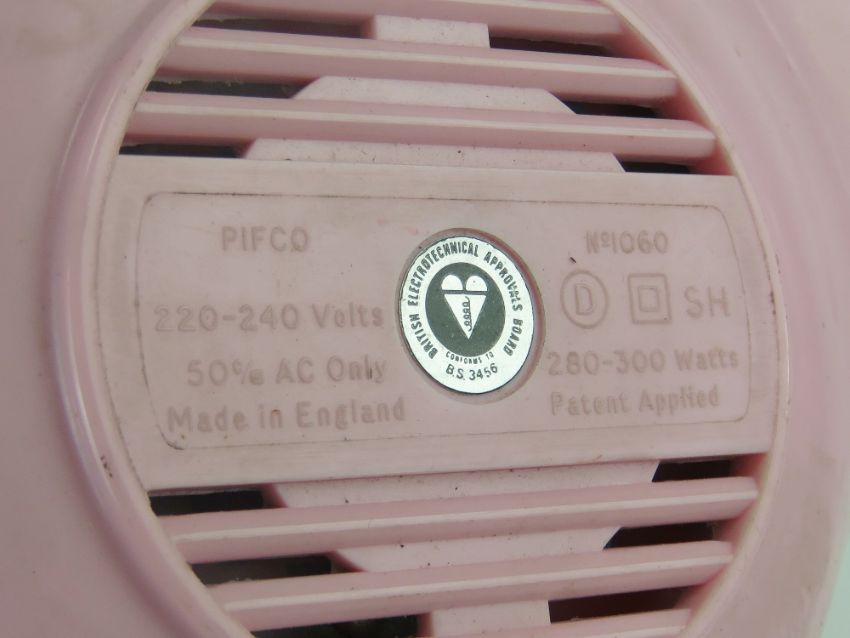 PIFCO
220-240 Volts
50% AC Only
Made in England
BRITISH ELECTROTECHNICAL APPROVALS BOARD
CONFORMS TO
B.S. 3456
Nº1060
D SH
280-300 Watts
Patent Applied